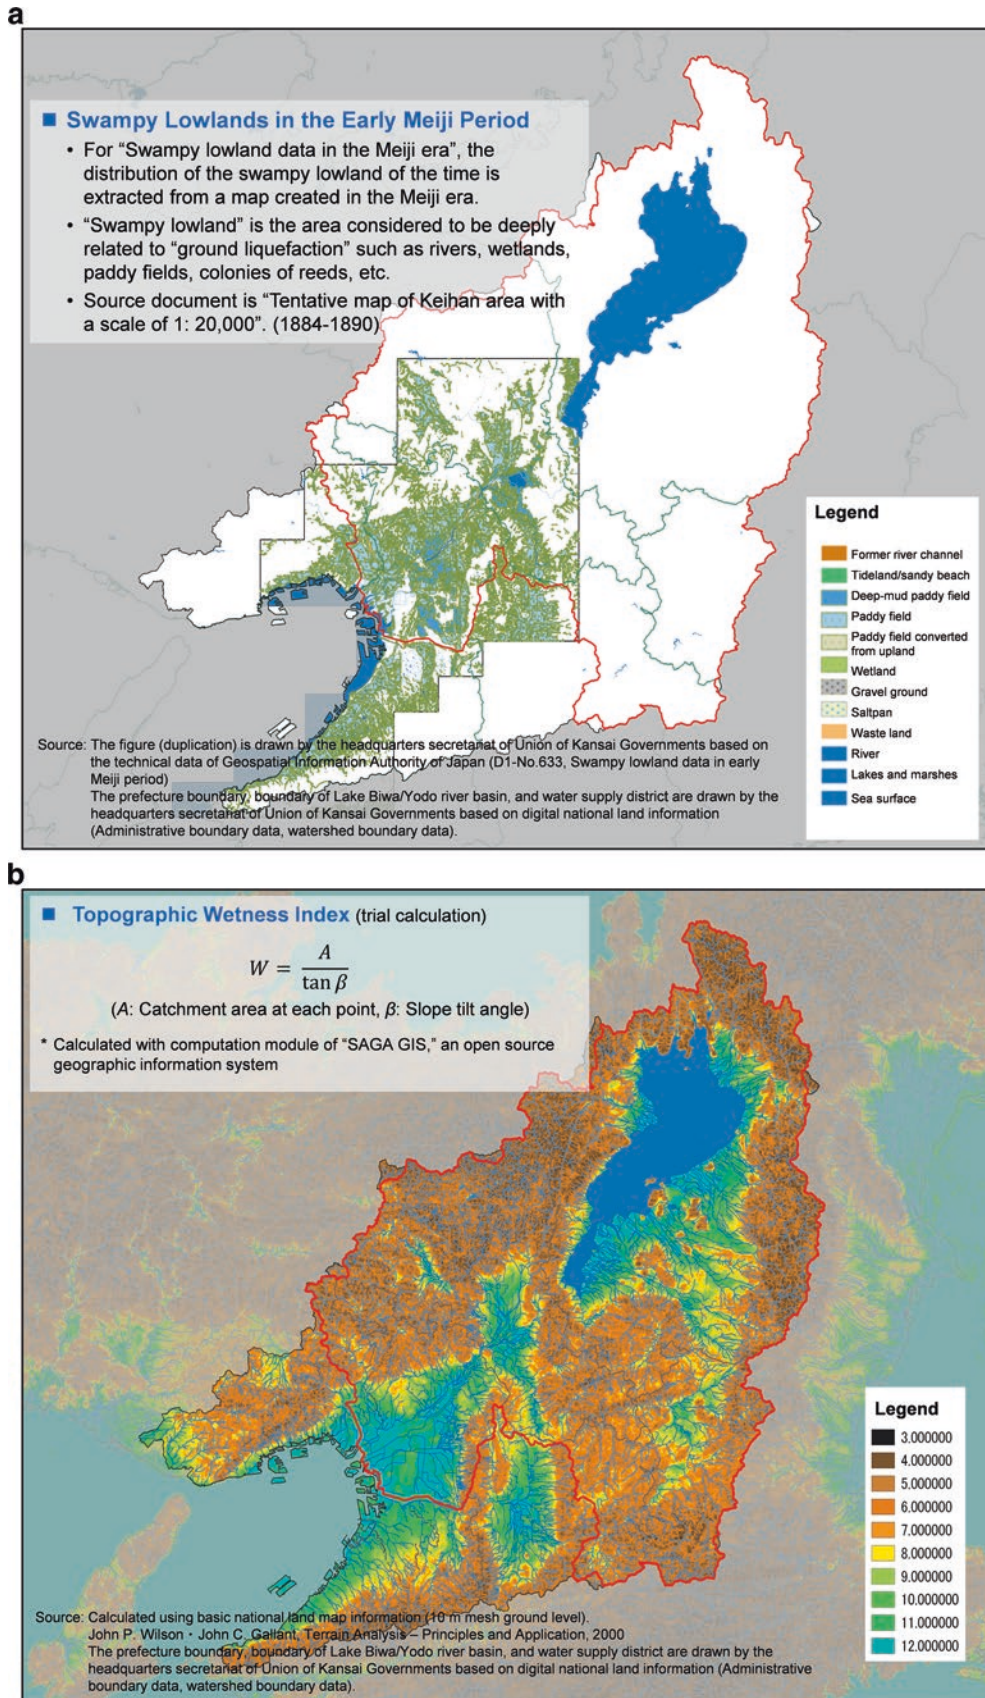 a
■ Swampy Lowlands in the Early Meiji Period
• For “Swampy lowland data in the Meiji era”, the
distribution of the swampy lowland of the time is
extracted from a map created in the Meiji era.
• “Swampy lowland” is the area considered to be deeply
related to “ground liquefaction” such as rivers, wetlands,
paddy fields, colonies of reeds, etc.
• Source document is “Tentative map of Keihan area with
a scale of 1: 20,000”. (1884-1890)
Legend
Former river channel
Tideland/sandy beach
Deep-mud paddy field
Paddy field
Paddy field converted
from upland
Wetland
Gravel ground
Saltpan
Waste land
River
Lakes and marshes
Sea surface
Source: The figure (duplication) is drawn by the headquarters secretariat of Union of Kansai Governments based on
the technical data of Geospatial Information Authority of Japan (D1-No.633, Swampy lowland data in early
Meiji period)
The prefecture boundary, boundary of Lake Biwa/Yodo river basin, and water supply district are drawn by the
headquarters secretariat of Union of Kansai Governments based on digital national land information
(Administrative boundary data, watershed boundary data).
b
■ Topographic Wetness Index (trial calculation)
W = A / tan β
(A: Catchment area at each point, β: Slope tilt angle)
* Calculated with computation module of “SAGA GIS,” an open source
geographic information system
Legend
3.000000
4.000000
5.000000
6.000000
7.000000
8.000000
9.000000
10.000000
11.000000
12.000000
Source: Calculated using basic national land map information (10 m mesh ground level).
John P. Wilson・John C. Gallant, Terrain Analysis – Principles and Application, 2000
The prefecture boundary, boundary of Lake Biwa/Yodo river basin, and water supply district are drawn by the
headquarters secretariat of Union of Kansai Governments based on digital national land information (Administrative
boundary data, watershed boundary data).